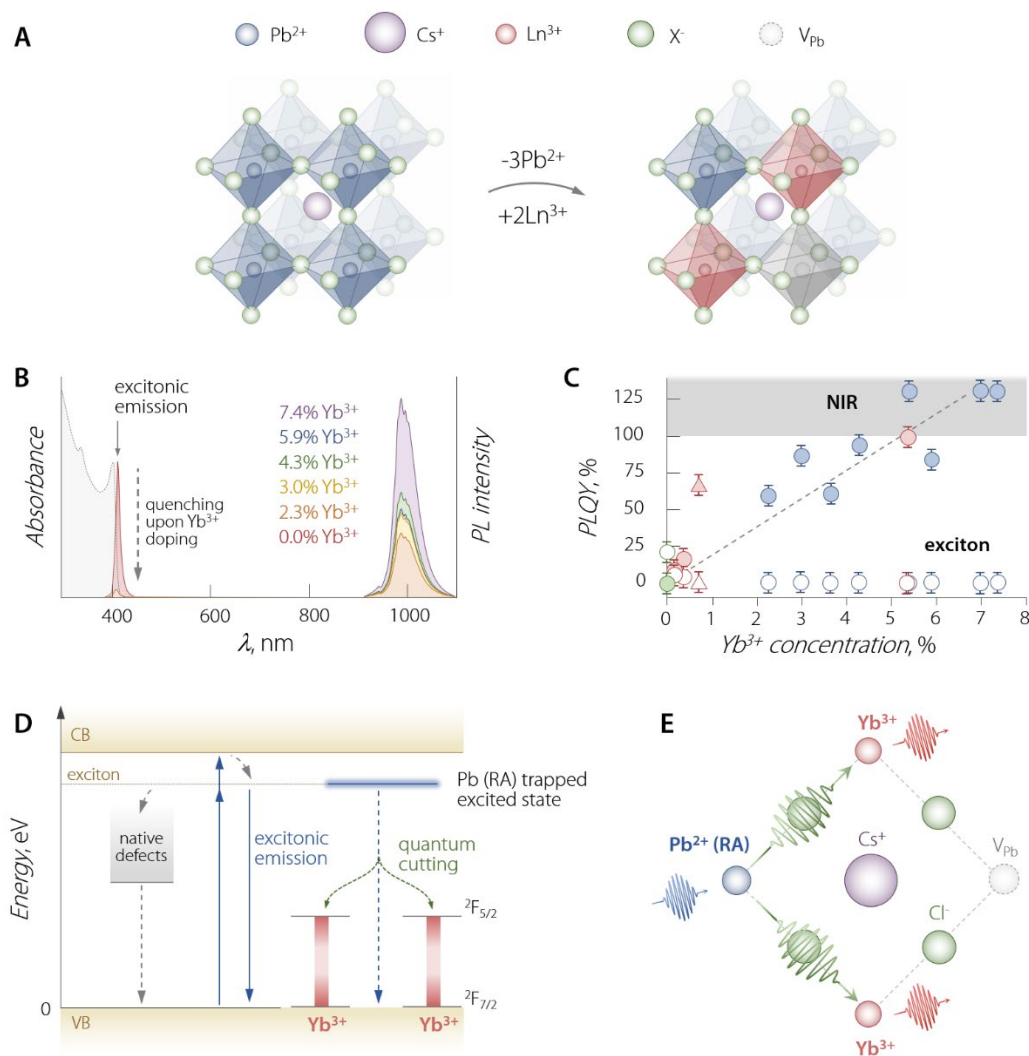 A
Pb²⁺
Cs⁺
Ln³⁺
X⁻
V_Pb
-3Pb²⁺
+2Ln³⁺
B
excitonic
emission
quenching
upon Yb³⁺
doping
7.4% Yb³⁺
5.9% Yb³⁺
4.3% Yb³⁺
3.0% Yb³⁺
2.3% Yb³⁺
0.0% Yb³⁺
Absorbance
PL intensity
400
600
800
1000
λ, nm
C
NIR
exciton
PLQY, %
125
100
75
50
25
0
0 1 2 3 4 5 6 7 8
Yb³⁺ concentration, %
D
CB
exciton
Pb (RA) trapped
excited state
native
defects
excitonic
emission
quantum
cutting
²F₅/₂
²F₇/₂
Energy, eV
0
VB
Yb³⁺
Yb³⁺
E
Yb³⁺
Pb²⁺ (RA)
Cs⁺
V_Pb
Cl⁻
Yb³⁺